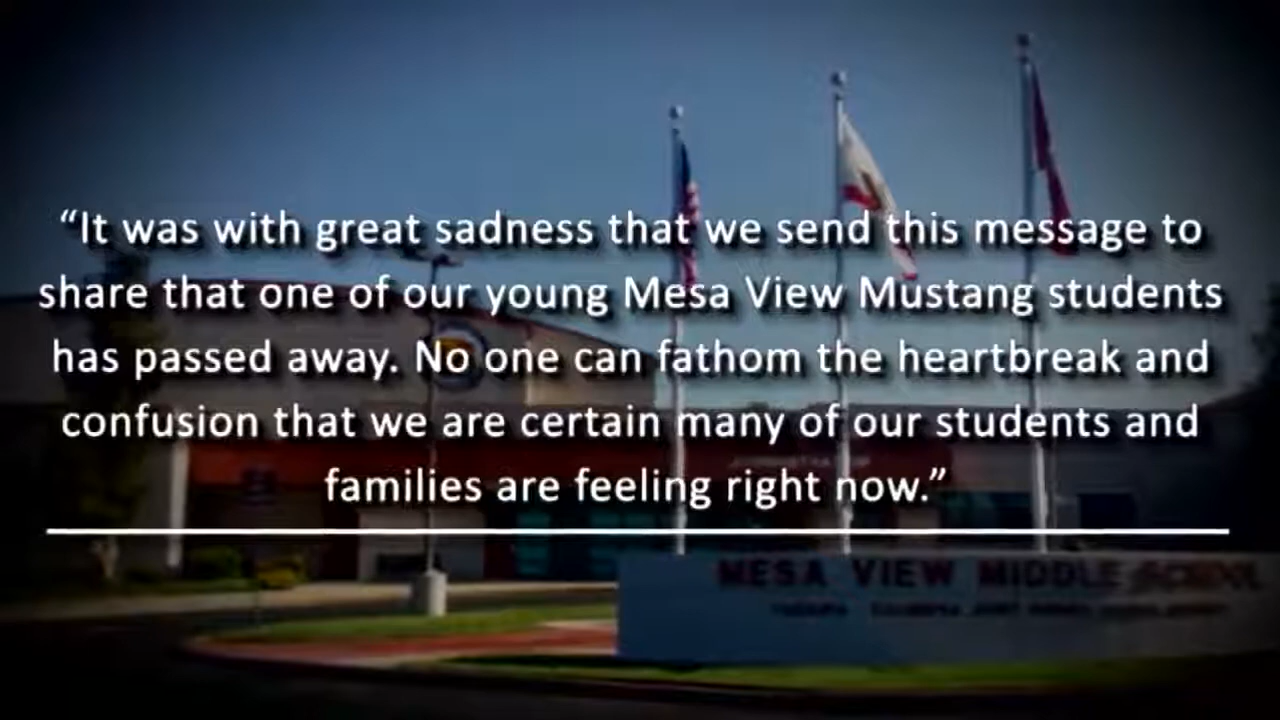 “It was with great sadness that we send this message to
share that one of our young Mesa View Mustang students
has passed away. No one can fathom the heartbreak and
confusion that we are certain many of our students and
families are feeling right now.”
MESA VIEW MIDDLE SCHOOL